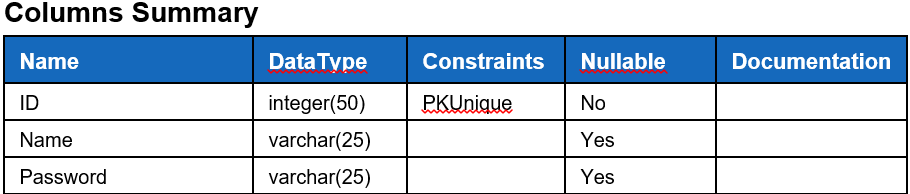 Columns Summary
Name DataType Constraints Nullable Documentation
ID integer(50) PKUnique No
Name varchar(25) Yes
Password varchar(25) Yes